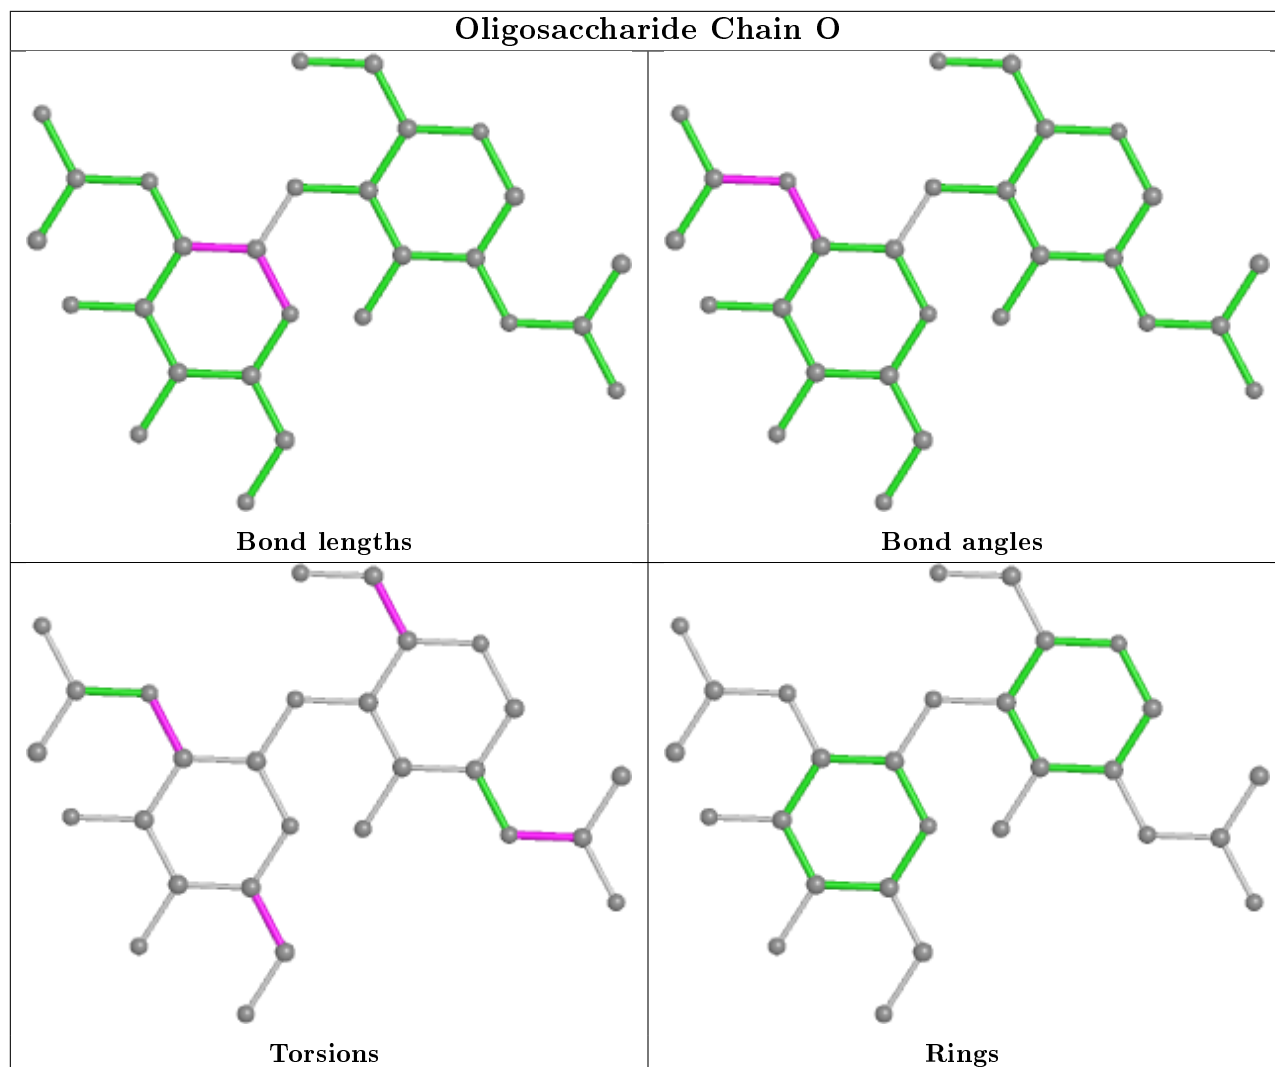 Oligosaccharide Chain O
Bond lengths
Bond angles
Torsions
Rings